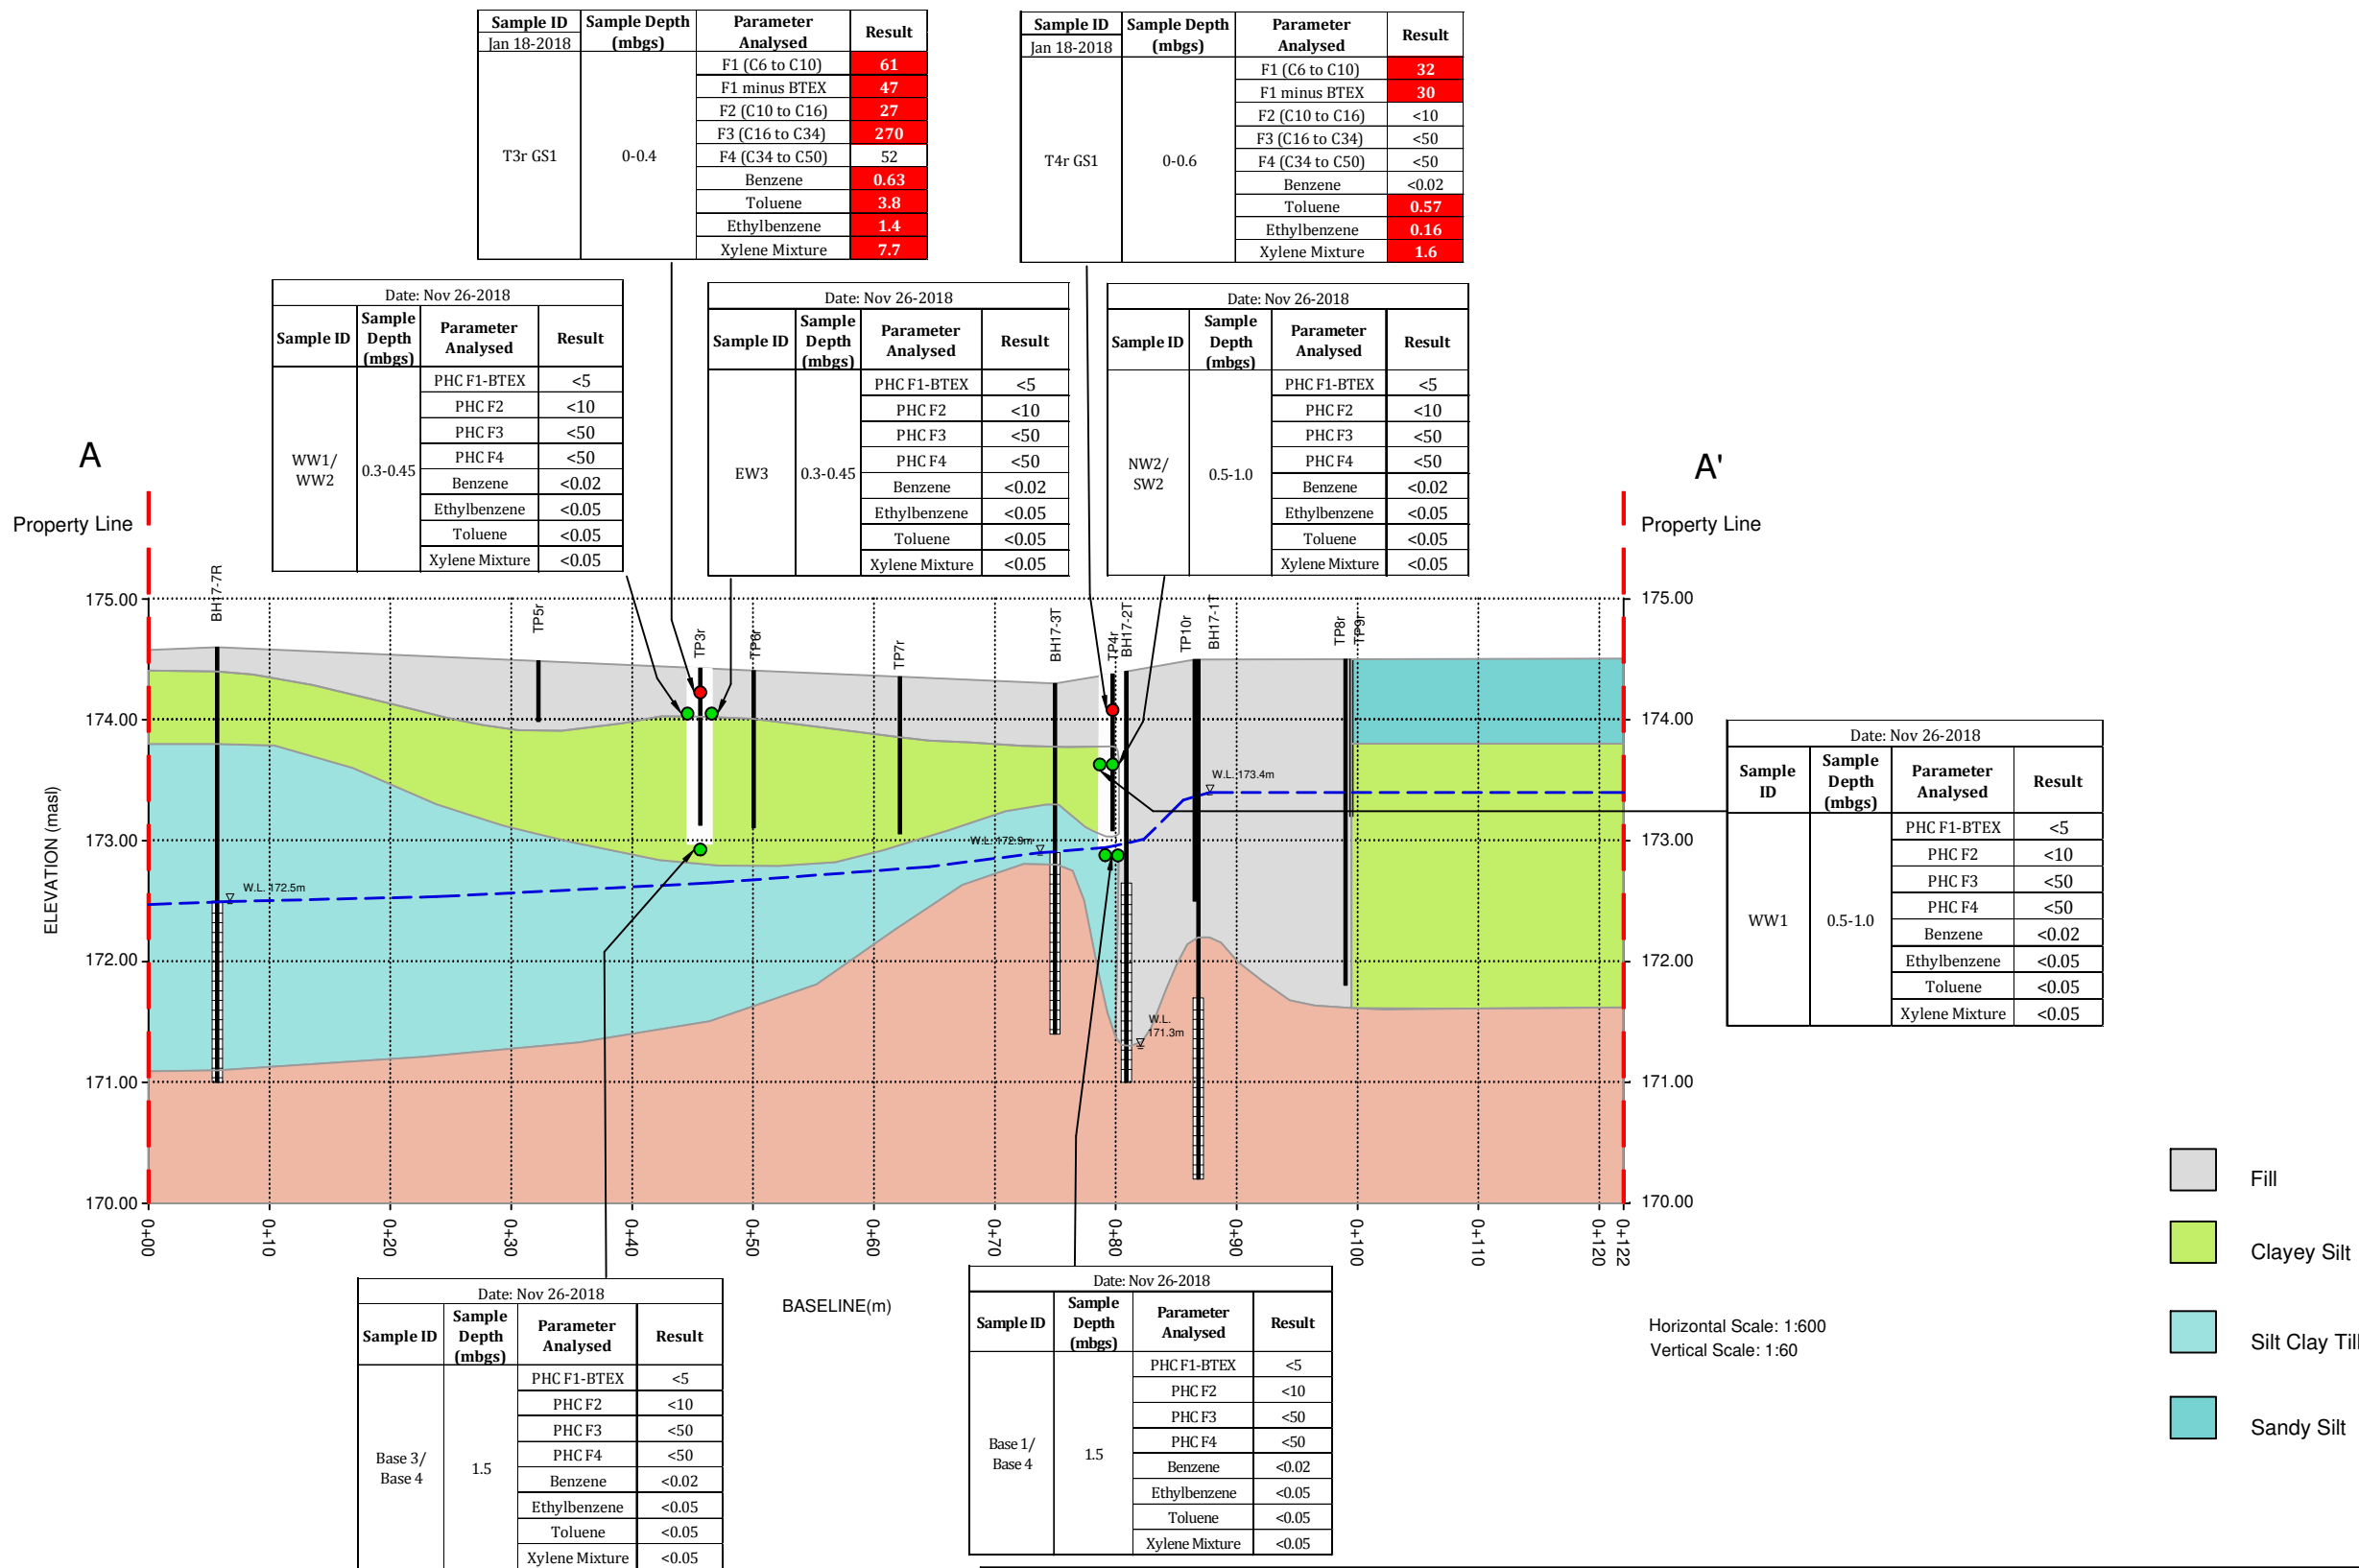 Sample ID Sample Depth (mbgs) Parameter Analysed Result
Jan 18-2018
T3r GS1 0-0.4
F1 (C6 to C10) 61
F1 minus BTEX 47
F2 (C10 to C16) 27
F3 (C16 to C34) 270
F4 (C34 to C50) 52
Benzene 0.63
Toluene 3.8
Ethylbenzene 1.4
Xylene Mixture 7.7
Sample ID Sample Depth (mbgs) Parameter Analysed Result
Jan 18-2018
T4r GS1 0-0.6
F1 (C6 to C10) 32
F1 minus BTEX 30
F2 (C10 to C16) <10
F3 (C16 to C34) <50
F4 (C34 to C50) <50
Benzene <0.02
Toluene 0.57
Ethylbenzene 0.16
Xylene Mixture 1.6
Date: Nov 26-2018
Sample ID Sample Depth (mbgs) Parameter Analysed Result
WW1/ WW2 0.3-0.45
PHC F1-BTEX <5
PHC F2 <10
PHC F3 <50
PHC F4 <50
Benzene <0.02
Ethylbenzene <0.05
Toluene <0.05
Xylene Mixture <0.05
Date: Nov 26-2018
Sample ID Sample Depth (mbgs) Parameter Analysed Result
EW3 0.3-0.45
PHC F1-BTEX <5
PHC F2 <10
PHC F3 <50
PHC F4 <50
Benzene <0.02
Ethylbenzene <0.05
Toluene <0.05
Xylene Mixture <0.05
Date: Nov 26-2018
Sample ID Sample Depth (mbgs) Parameter Analysed Result
NW2/ SW2 0.5-1.0
PHC F1-BTEX <5
PHC F2 <10
PHC F3 <50
PHC F4 <50
Benzene <0.02
Ethylbenzene <0.05
Toluene <0.05
Xylene Mixture <0.05
A
A'
Property Line
Property Line
BH17-7R
TP5r
TP3r
TP6r
TP7r
BH17-3T
TP4r
BH17-2T
TP10r
BH17-1T
TP8r
TP9r
175.00
174.00
173.00
172.00
171.00
170.00
ELEVATION (masl)
175.00
174.00
173.00
172.00
171.00
170.00
W.L. 172.5m
W.L. 172.9m
W.L. 173.4m
W.L.
171.3m
Date: Nov 26-2018
Sample ID Sample Depth (mbgs) Parameter Analysed Result
WW1 0.5-1.0
PHC F1-BTEX <5
PHC F2 <10
PHC F3 <50
PHC F4 <50
Benzene <0.02
Ethylbenzene <0.05
Toluene <0.05
Xylene Mixture <0.05
0+00
0+10
0+20
0+30
0+40
0+50
0+60
0+70
0+80
0+90
0+100
0+110
0+120
0+122
BASELINE(m)
Date: Nov 26-2018
Sample ID Sample Depth (mbgs) Parameter Analysed Result
Base 3/ Base 4 1.5
PHC F1-BTEX <5
PHC F2 <10
PHC F3 <50
PHC F4 <50
Benzene <0.02
Ethylbenzene <0.05
Toluene <0.05
Xylene Mixture <0.05
Date: Nov 26-2018
Sample ID Sample Depth (mbgs) Parameter Analysed Result
Base 1/ Base 4 1.5
PHC F1-BTEX <5
PHC F2 <10
PHC F3 <50
PHC F4 <50
Benzene <0.02
Ethylbenzene <0.05
Toluene <0.05
Xylene Mixture <0.05
Horizontal Scale: 1:600
Vertical Scale: 1:60
Fill
Clayey Silt
Silt Clay Till
Sandy Silt